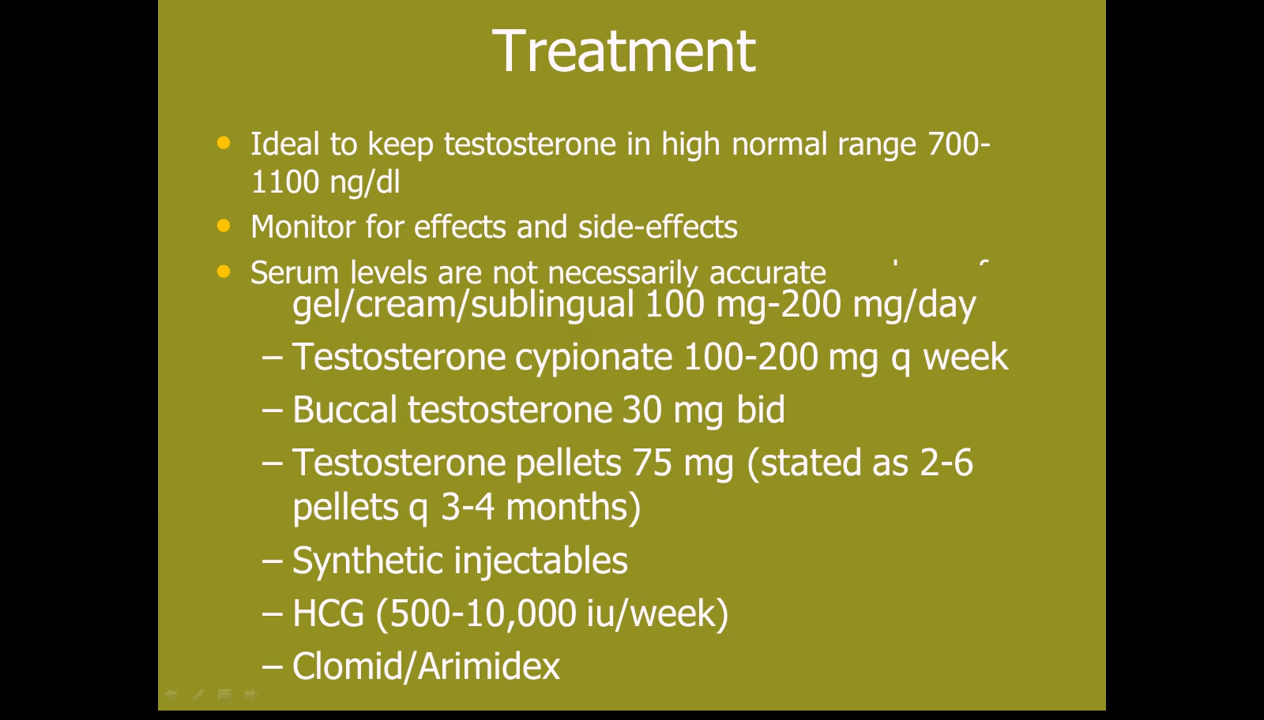 Treatment
• Ideal to keep testosterone in high normal range 700-
1100 ng/dl
• Monitor for effects and side-effects
• Serum levels are not necessarily accurate
gel/cream/sublingual 100 mg-200 mg/day
– Testosterone cypionate 100-200 mg q week
– Buccal testosterone 30 mg bid
– Testosterone pellets 75 mg (stated as 2-6
pellets q 3-4 months)
– Synthetic injectables
– HCG (500-10,000 iu/week)
– Clomid/Arimidex